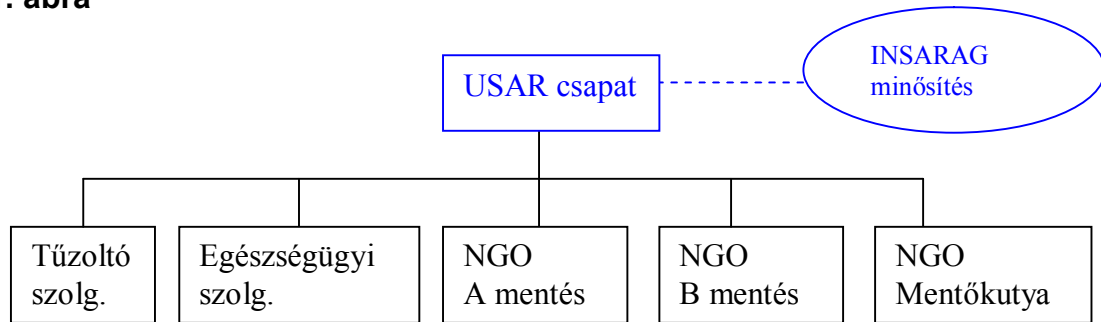 . ábra
USAR csapat
INSARAG
minősítés
Tűzoltó
szolg.
Egészségügyi
szolg.
NGO
A mentés
NGO
B mentés
NGO
Mentőkutya